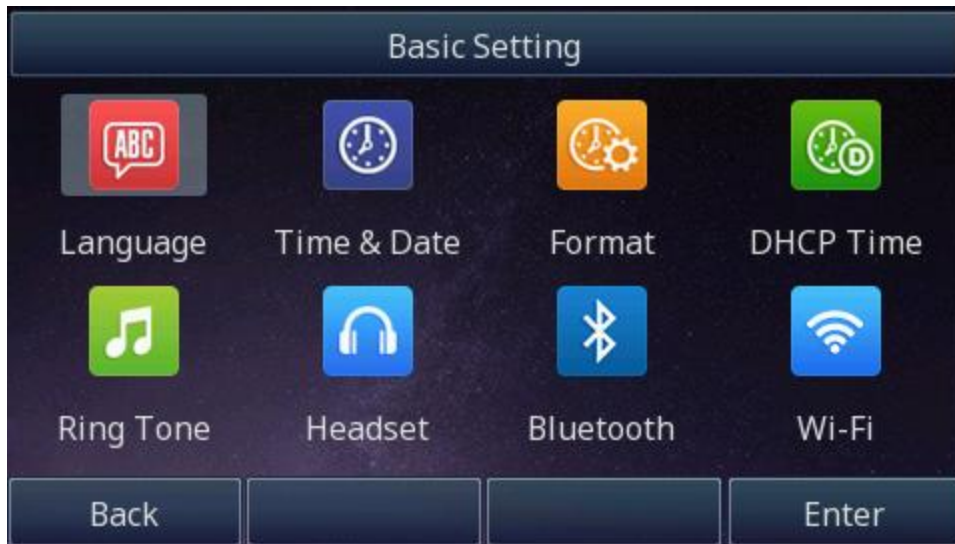 Basic Setting
ABC
D
Language Time & Date Format DHCP Time
Ring Tone Headset Bluetooth Wi-Fi
Back Enter